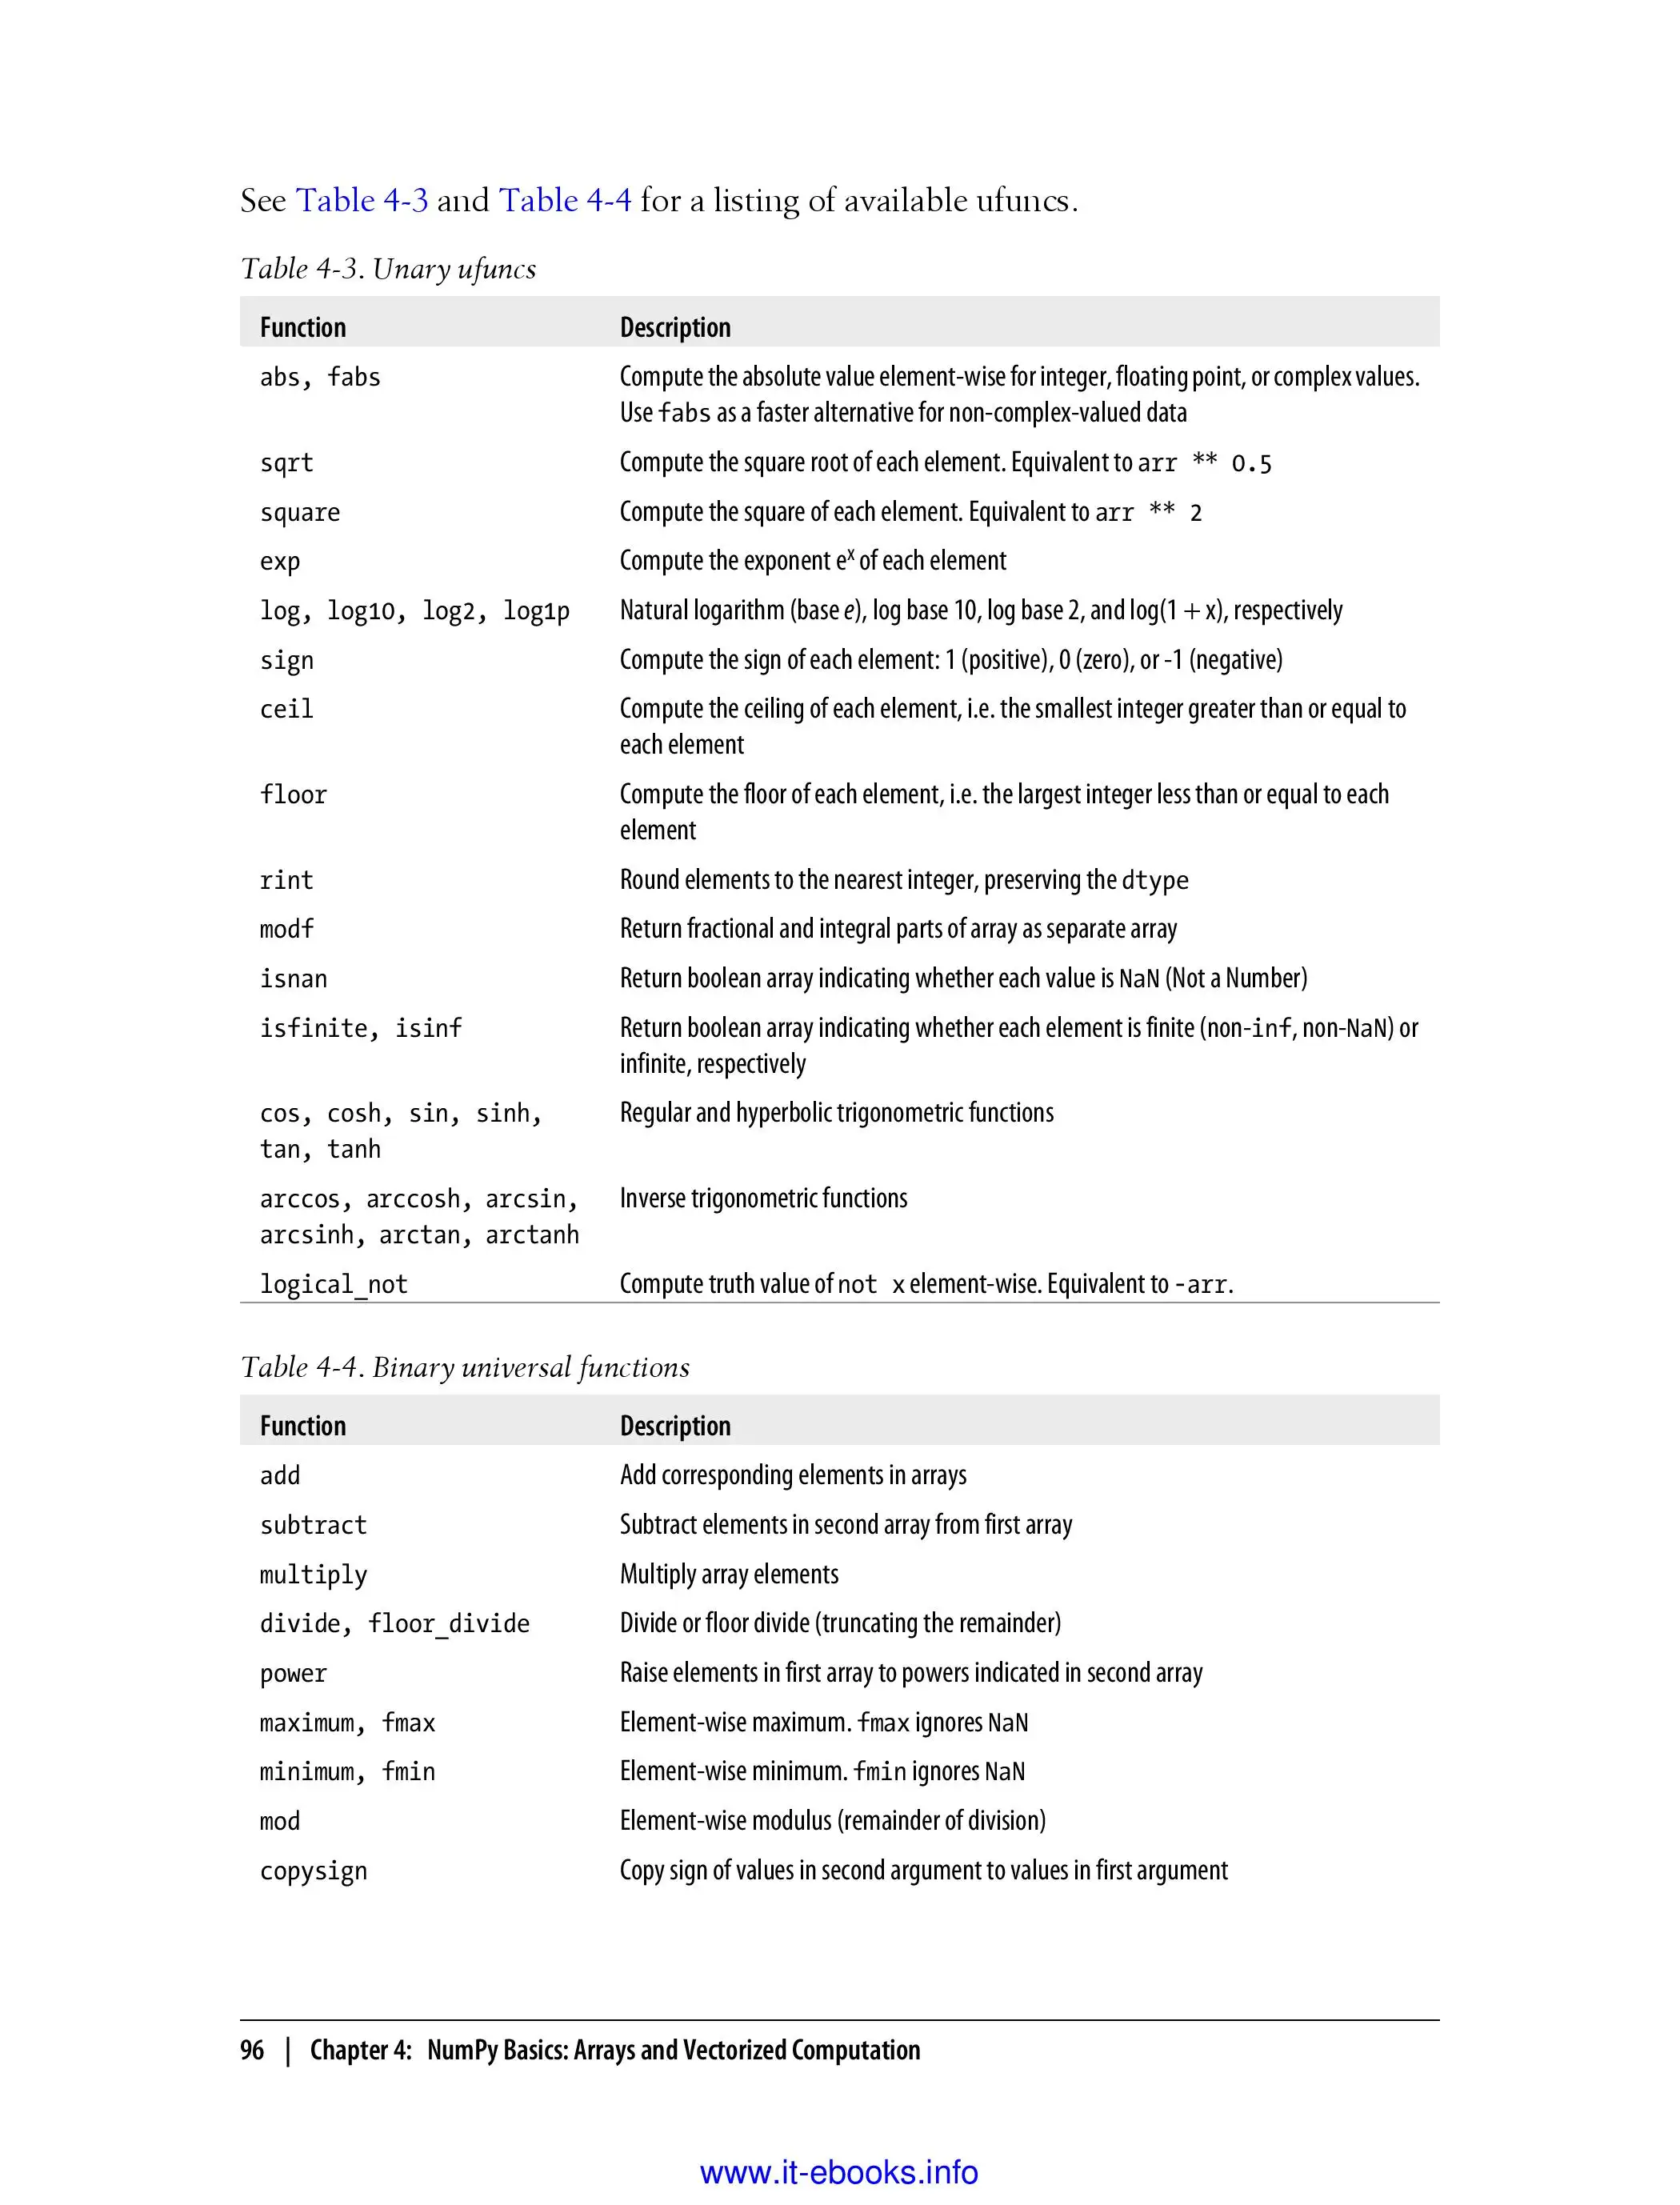 See Table 4-3 and Table 4-4 for a listing of available ufuncs.
Table 4-3. Unary ufuncs
Function Description
abs, fabs Compute the absolute value element-wise for integer, floating point, or complex values.
Use fabs as a faster alternative for non-complex-valued data
sqrt Compute the square root of each element. Equivalent to arr ** 0.5
square Compute the square of each element. Equivalent to arr ** 2
exp Compute the exponent eˣ of each element
log, log10, log2, log1p Natural logarithm (base e), log base 10, log base 2, and log(1 + x), respectively
sign Compute the sign of each element: 1 (positive), 0 (zero), or -1 (negative)
ceil Compute the ceiling of each element, i.e. the smallest integer greater than or equal to
each element
floor Compute the floor of each element, i.e. the largest integer less than or equal to each
element
rint Round elements to the nearest integer, preserving the dtype
modf Return fractional and integral parts of array as separate array
isnan Return boolean array indicating whether each value is NaN (Not a Number)
isfinite, isinf Return boolean array indicating whether each element is finite (non-inf, non-NaN) or
infinite, respectively
cos, cosh, sin, sinh, Regular and hyperbolic trigonometric functions
tan, tanh
arccos, arccosh, arcsin, Inverse trigonometric functions
arcsinh, arctan, arctanh
logical_not Compute truth value of not x element-wise. Equivalent to -arr.
Table 4-4. Binary universal functions
Function Description
add Add corresponding elements in arrays
subtract Subtract elements in second array from first array
multiply Multiply array elements
divide, floor_divide Divide or floor divide (truncating the remainder)
power Raise elements in first array to powers indicated in second array
maximum, fmax Element-wise maximum. fmax ignores NaN
minimum, fmin Element-wise minimum. fmin ignores NaN
mod Element-wise modulus (remainder of division)
copysign Copy sign of values in second argument to values in first argument
96 | Chapter 4: NumPy Basics: Arrays and Vectorized Computation
www.it-ebooks.info